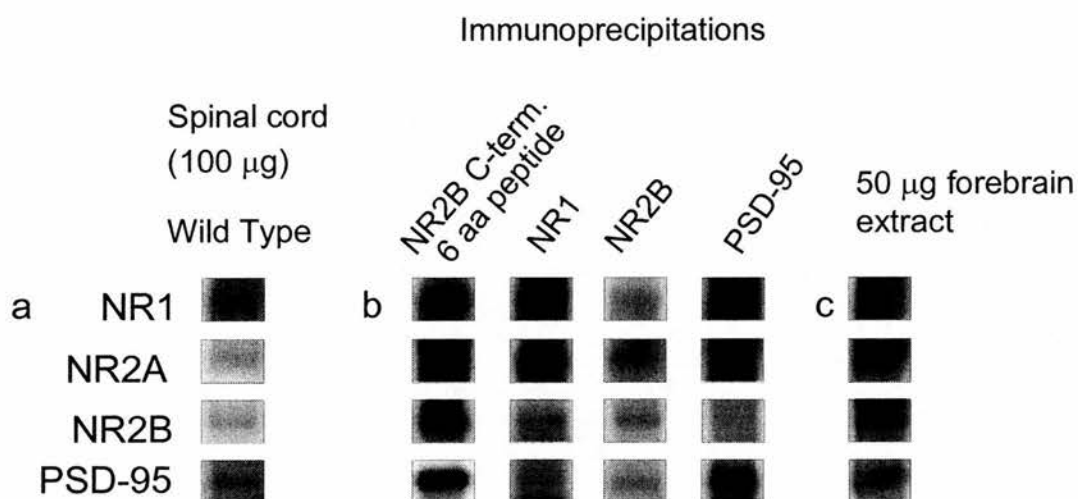 Immunoprecipitations
Spinal cord
(100 µg)
Wild Type
NR2B C-term.
6 aa peptide
NR1
NR2B
PSD-95
50 µg forebrain
extract
a
NR1
b
c
NR2A
NR2B
PSD-95